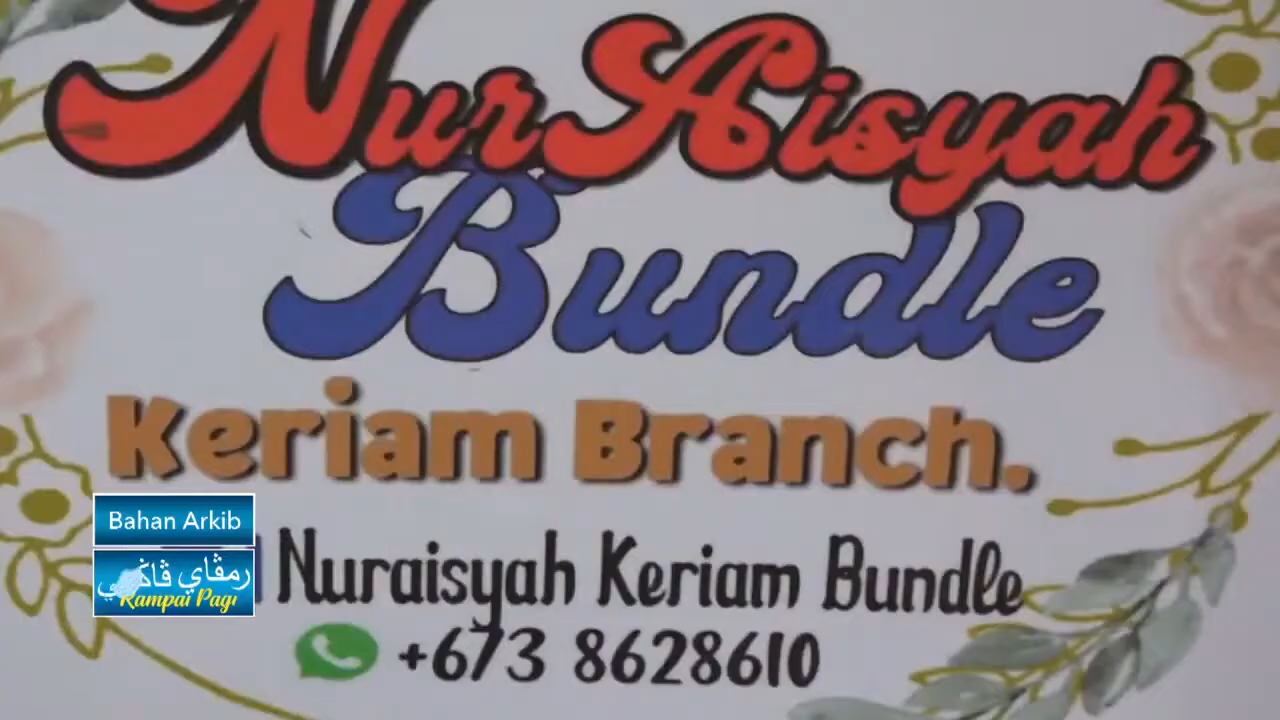 NurAisyah
Bundle
Keriam Branch.
Nuraisyah Keriam Bundle
+673 8628610
Bahan Arkib
رمڤاي ڤاݢي
Rampai Pagi